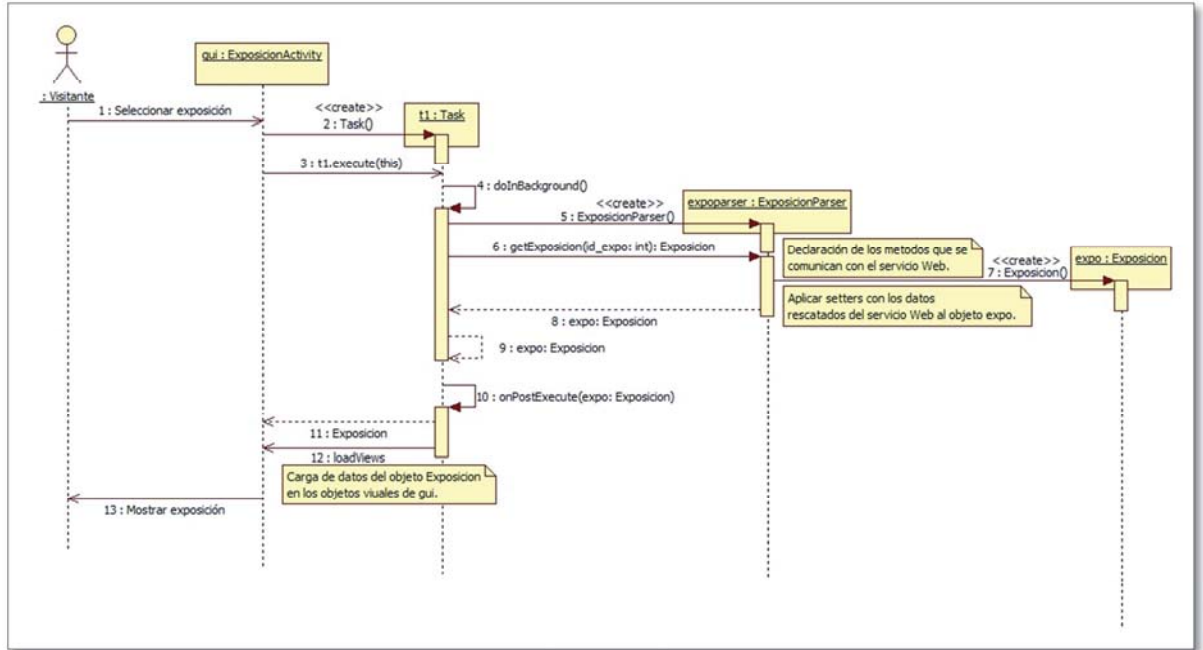 gui : ExposicionActivity
: Visitante
1 : Seleccionar exposición
<<create>>
2 : Task()
t1 : Task
3 : t1.execute(this)
4 : doInBackground()
<<create>>
5 : ExposicionParser()
expoparser : ExposicionParser
6 : getExposicion(id_expo: int): Exposicion
Declaración de los metodos que se
comunican con el servicio Web.
<<create>>
7 : Exposicion()
expo : Exposicion
Aplicar setters con los datos
rescatados del servicio Web al objeto expo.
8 : expo: Exposicion
9 : expo: Exposicion
10 : onPostExecute(expo: Exposicion)
11 : Exposicion
12 : loadViews
Carga de datos del objeto Exposicion
en los objetos viuales de gui.
13 : Mostrar exposición